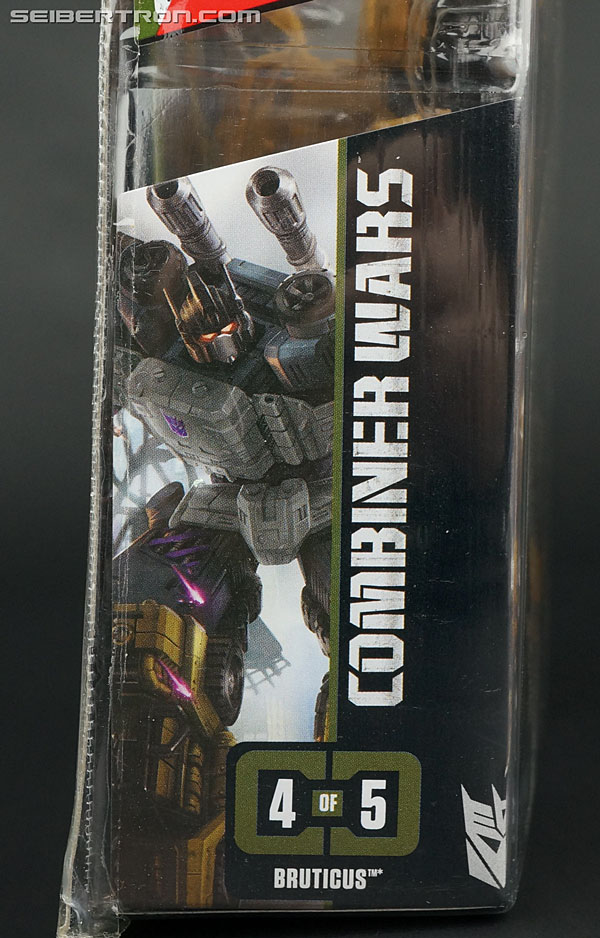 SEIBERTRON.COM
COMBINER WARS
4 OF 5
BRUTICUS™*